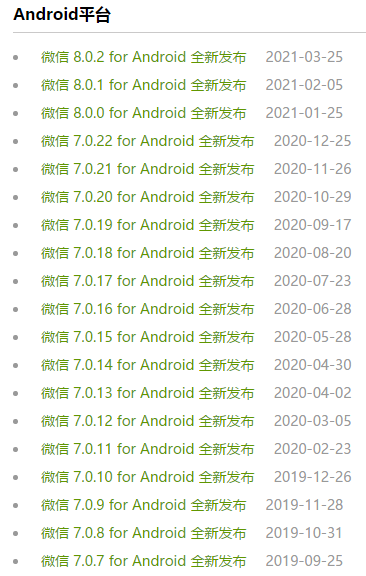 Android平台
微信 8.0.2 for Android 全新发布 2021-03-25
微信 8.0.1 for Android 全新发布 2021-02-05
微信 8.0.0 for Android 全新发布 2021-01-25
微信 7.0.22 for Android 全新发布 2020-12-25
微信 7.0.21 for Android 全新发布 2020-11-26
微信 7.0.20 for Android 全新发布 2020-10-29
微信 7.0.19 for Android 全新发布 2020-09-17
微信 7.0.18 for Android 全新发布 2020-08-20
微信 7.0.17 for Android 全新发布 2020-07-23
微信 7.0.16 for Android 全新发布 2020-06-28
微信 7.0.15 for Android 全新发布 2020-05-28
微信 7.0.14 for Android 全新发布 2020-04-30
微信 7.0.13 for Android 全新发布 2020-04-02
微信 7.0.12 for Android 全新发布 2020-03-05
微信 7.0.11 for Android 全新发布 2020-02-23
微信 7.0.10 for Android 全新发布 2019-12-26
微信 7.0.9 for Android 全新发布 2019-11-28
微信 7.0.8 for Android 全新发布 2019-10-31
微信 7.0.7 for Android 全新发布 2019-09-25